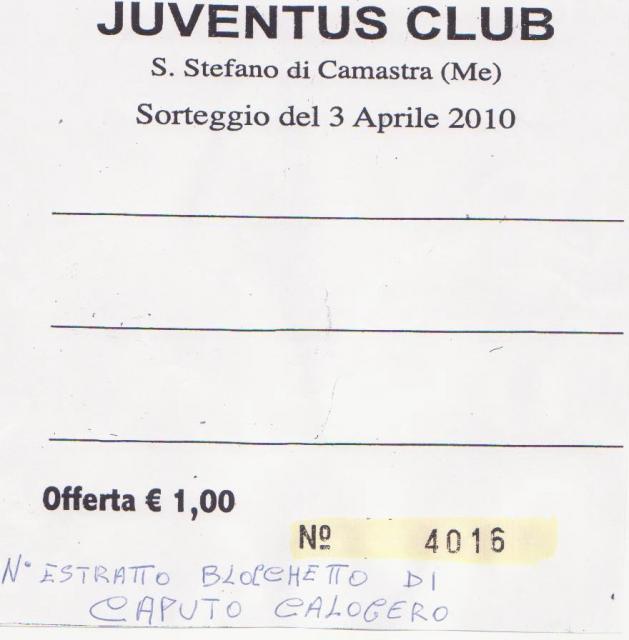 JUVENTUS CLUB
S. Stefano di Camastra (Me)
Sorteggio del 3 Aprile 2010
Offerta € 1,00
Nº 4016
N° ESTRATTO BLOCCHETTO DI
CAPUTO CALOGERO